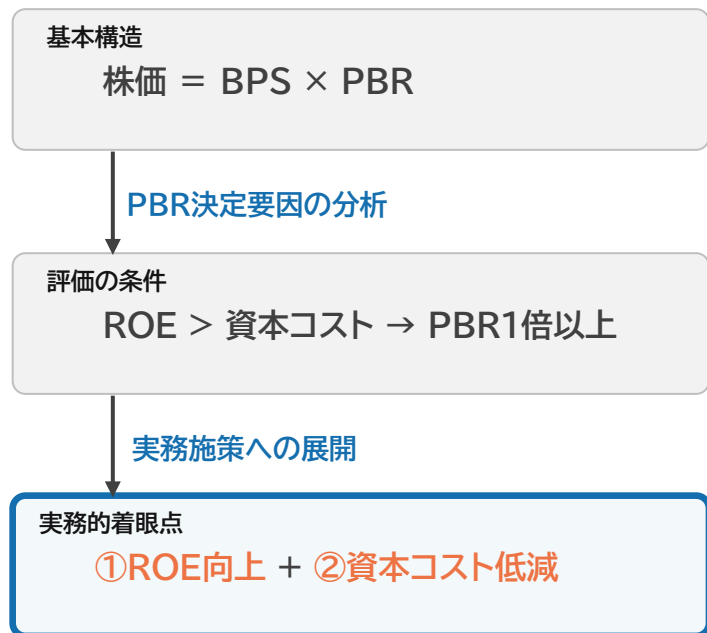 基本構造
株価 = BPS × PBR
PBR決定要因の分析
評価の条件
ROE > 資本コスト → PBR1倍以上
実務施策への展開
実務的着眼点
①ROE向上 + ②資本コスト低減